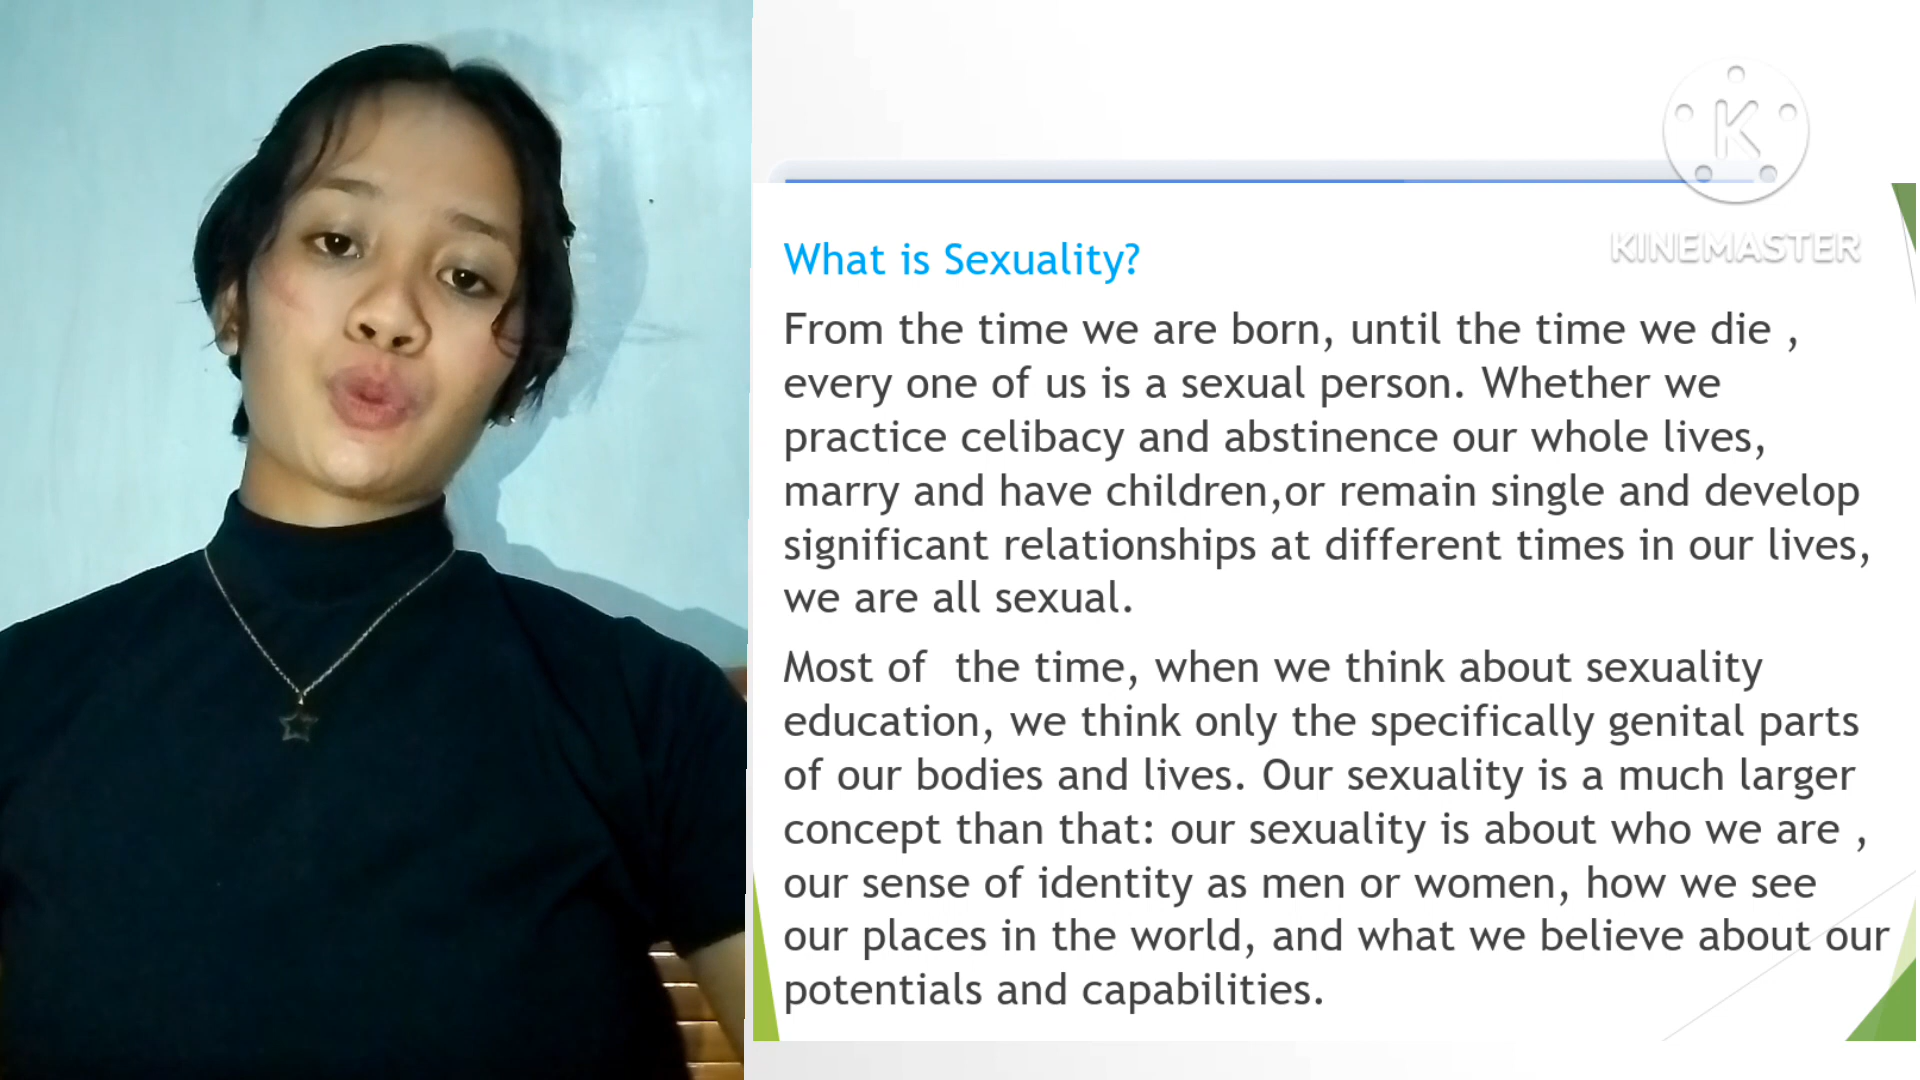 K
KINEMASTER
What is Sexuality?
From the time we are born, until the time we die ,
every one of us is a sexual person. Whether we
practice celibacy and abstinence our whole lives,
marry and have children,or remain single and develop
significant relationships at different times in our lives,
we are all sexual.
Most of  the time, when we think about sexuality
education, we think only the specifically genital parts
of our bodies and lives. Our sexuality is a much larger
concept than that: our sexuality is about who we are ,
our sense of identity as men or women, how we see
our places in the world, and what we believe about our
potentials and capabilities.